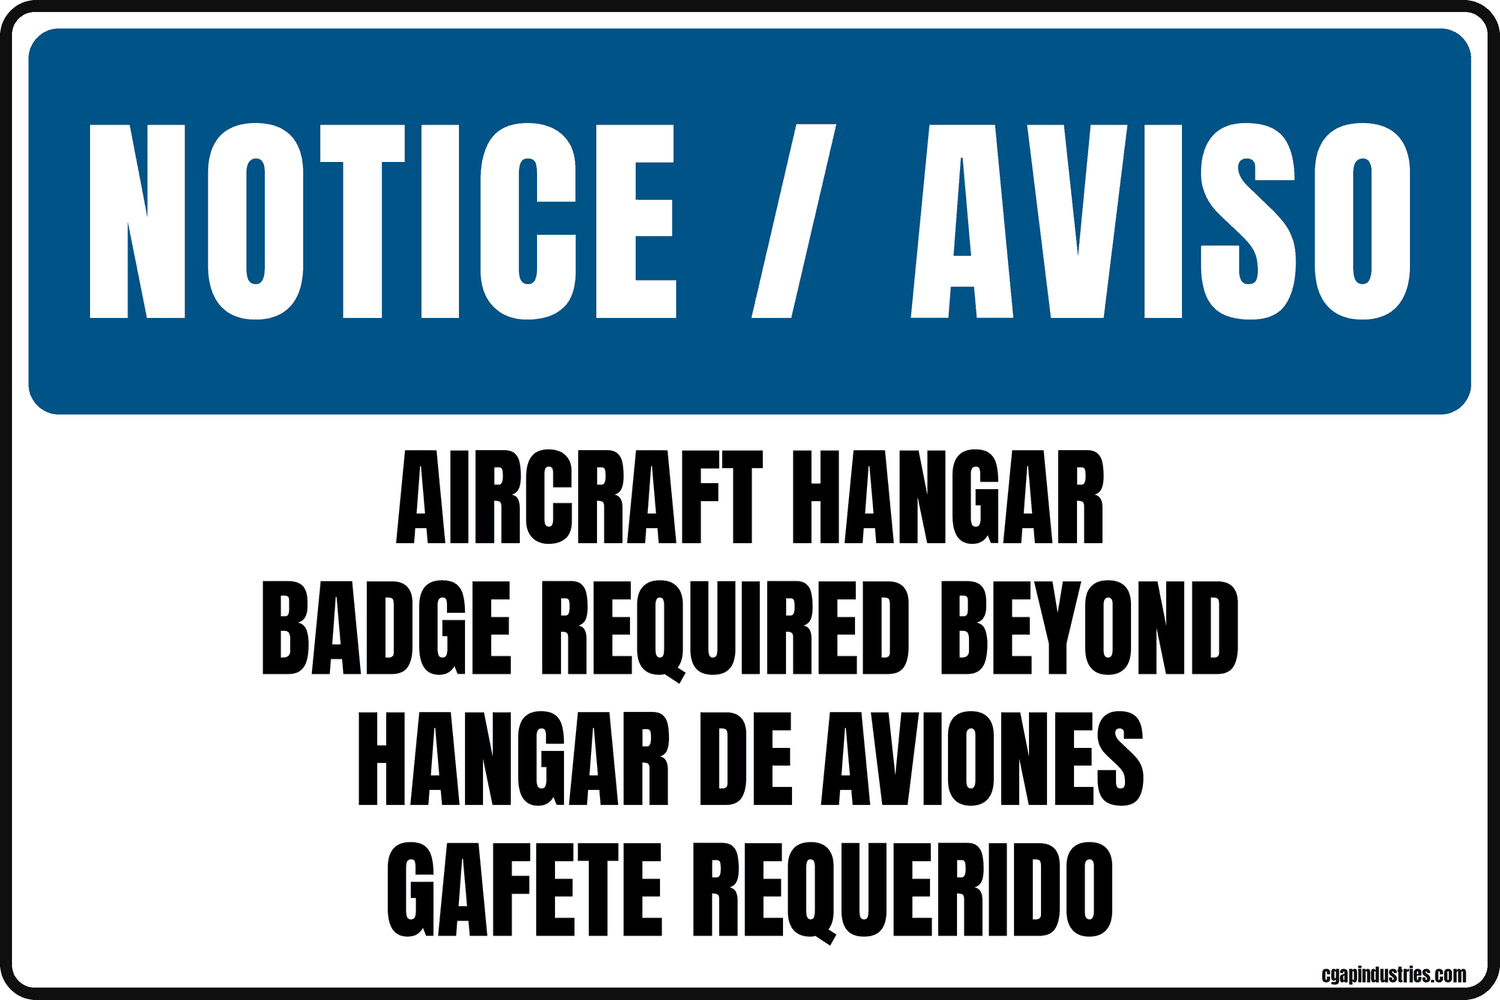 NOTICE / AVISO
AIRCRAFT HANGAR
BADGE REQUIRED BEYOND
HANGAR DE AVIONES
GAFETE REQUERIDO
cgapindustries.com